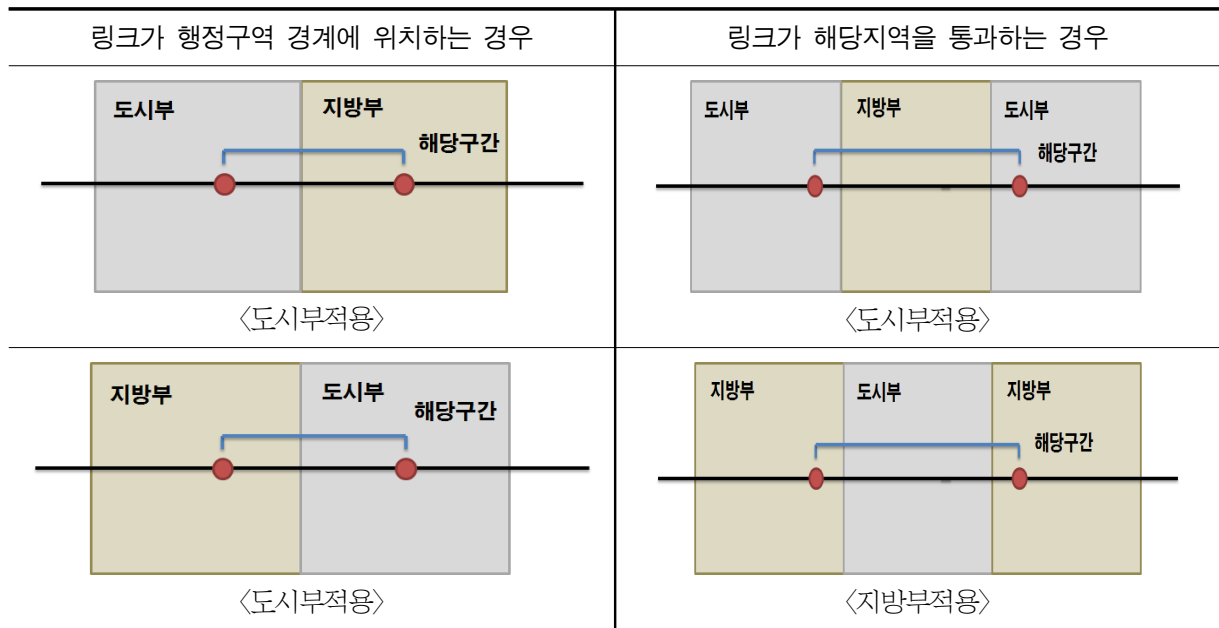 링크가 행정구역 경계에 위치하는 경우
링크가 해당지역을 통과하는 경우
도시부
지방부
해당구간
〈도시부적용〉
도시부
지방부
도시부
해당구간
〈도시부적용〉
지방부
도시부
해당구간
〈도시부적용〉
지방부
도시부
지방부
해당구간
〈지방부적용〉